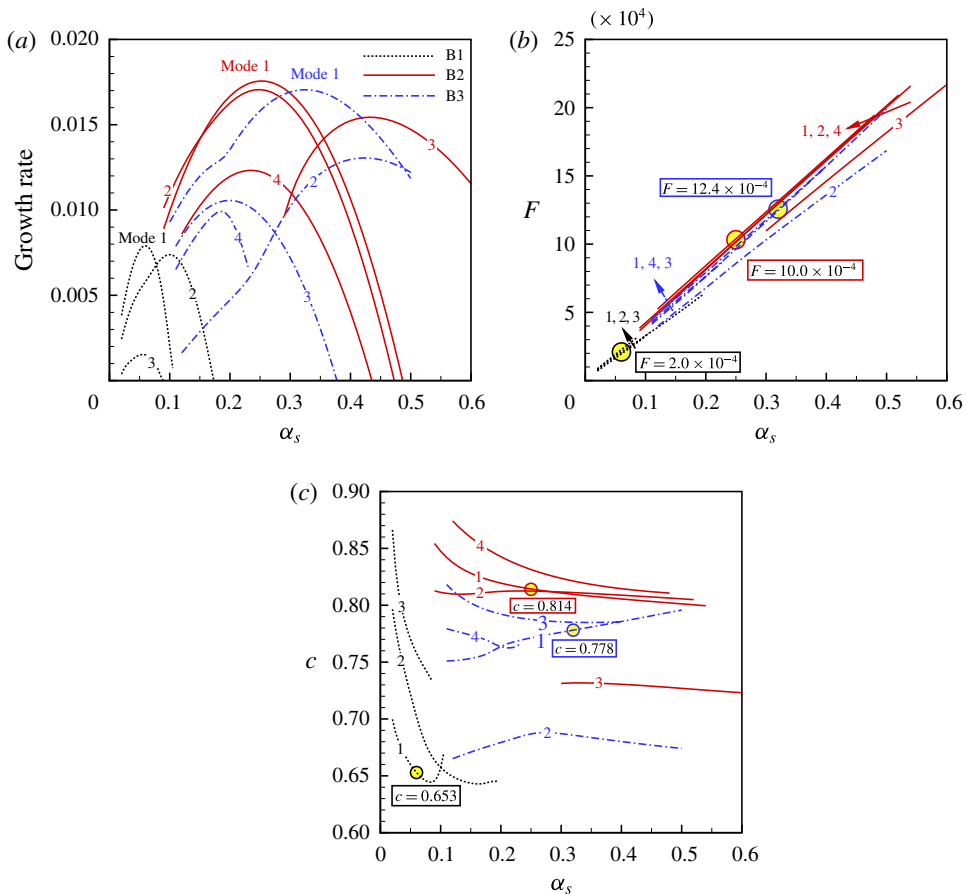 (× 10⁴)
(a)
0.020
0.015
0.010
0.005
0
0.1
0.2
0.3
0.4
0.5
0.6
Growth rate
αs
Mode 1
Mode 1
Mode 1
B1
B2
B3
2
3
2
4
4
2
3
3
(b)
25
20
15
10
5
0
0.1
0.2
0.3
0.4
0.5
0.6
F
αs
1, 2, 4
3
F = 12.4 × 10⁻⁴
2
1, 4, 3
F = 10.0 × 10⁻⁴
1, 2, 3
F = 2.0 × 10⁻⁴
(c)
0.90
0.85
0.80
0.75
0.70
0.65
0.60
0
0.1
0.2
0.3
0.4
0.5
0.6
c
αs
4
1
3
2
c = 0.814
3
4
1
c = 0.778
2
3
1
2
c = 0.653